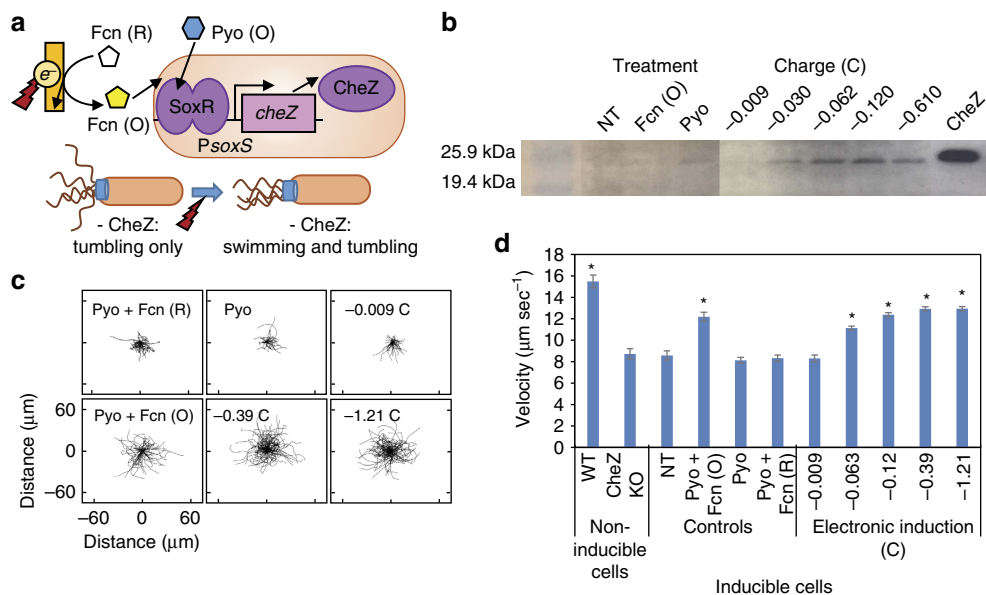 a
Fcn (R)
Pyo (O)
e-
Fcn (O)
SoxR
cheZ
CheZ
PsoxS
- CheZ:
tumbling only
- CheZ:
swimming and tumbling
b
Treatment
Charge (C)
NT
Fcn (O)
Pyo
−0.009
−0.030
−0.062
−0.120
−0.610
CheZ
25.9 kDa
19.4 kDa
c
Pyo + Fcn (R)
Pyo
−0.009 C
Pyo + Fcn (O)
−0.39 C
−1.21 C
Distance (μm)
60
0
−60
−60
0
60
Distance (μm)
d
Velocity (μm sec−1)
18
16
14
12
10
8
6
4
2
0
*
*
*
*
*
*
WT
CheZ
KO
NT
Pyo +
Fcn (O)
Pyo
Pyo +
Fcn (R)
−0.009
−0.063
−0.12
−0.39
−1.21
Non-
inducible
cells
Controls
Electronic induction
(C)
Inducible cells